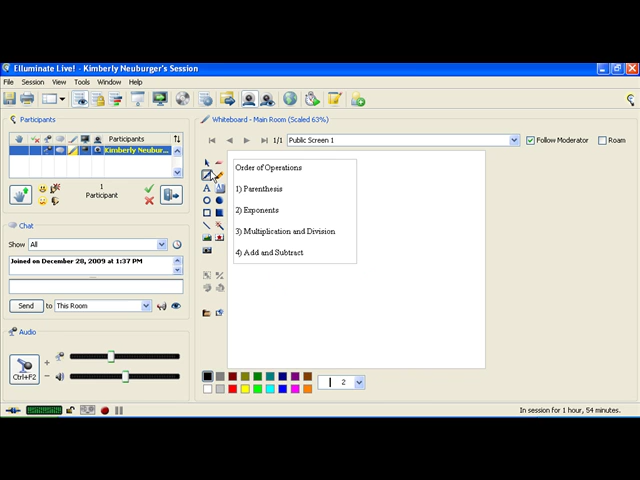 Elluminate Live! - Kimberly Neuburger's Session
File Session View Tools Window Help
Participants
Participants
Kimberly Neubur...
1
Participant
Chat
Show All
Joined on December 28, 2009 at 1:37 PM
Send to This Room
Audio
Ctrl+F2
Whiteboard - Main Room (Scaled 63%)
1/1 Public Screen 1 Follow Moderator Roam
Order of Operations
1) Parenthesis
2) Exponents
3) Multiplication and Division
4) Add and Subtract
2
In session for 1 hour, 54 minutes.